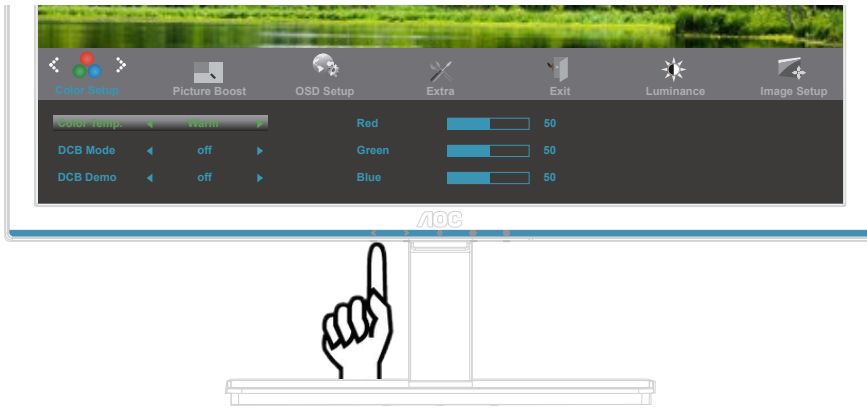 Color Setup Picture Boost OSD Setup Extra Exit Luminance Image Setup
Color Temp. Warm Red 50
DCB Mode off Green 50
DCB Demo off Blue 50
AOC